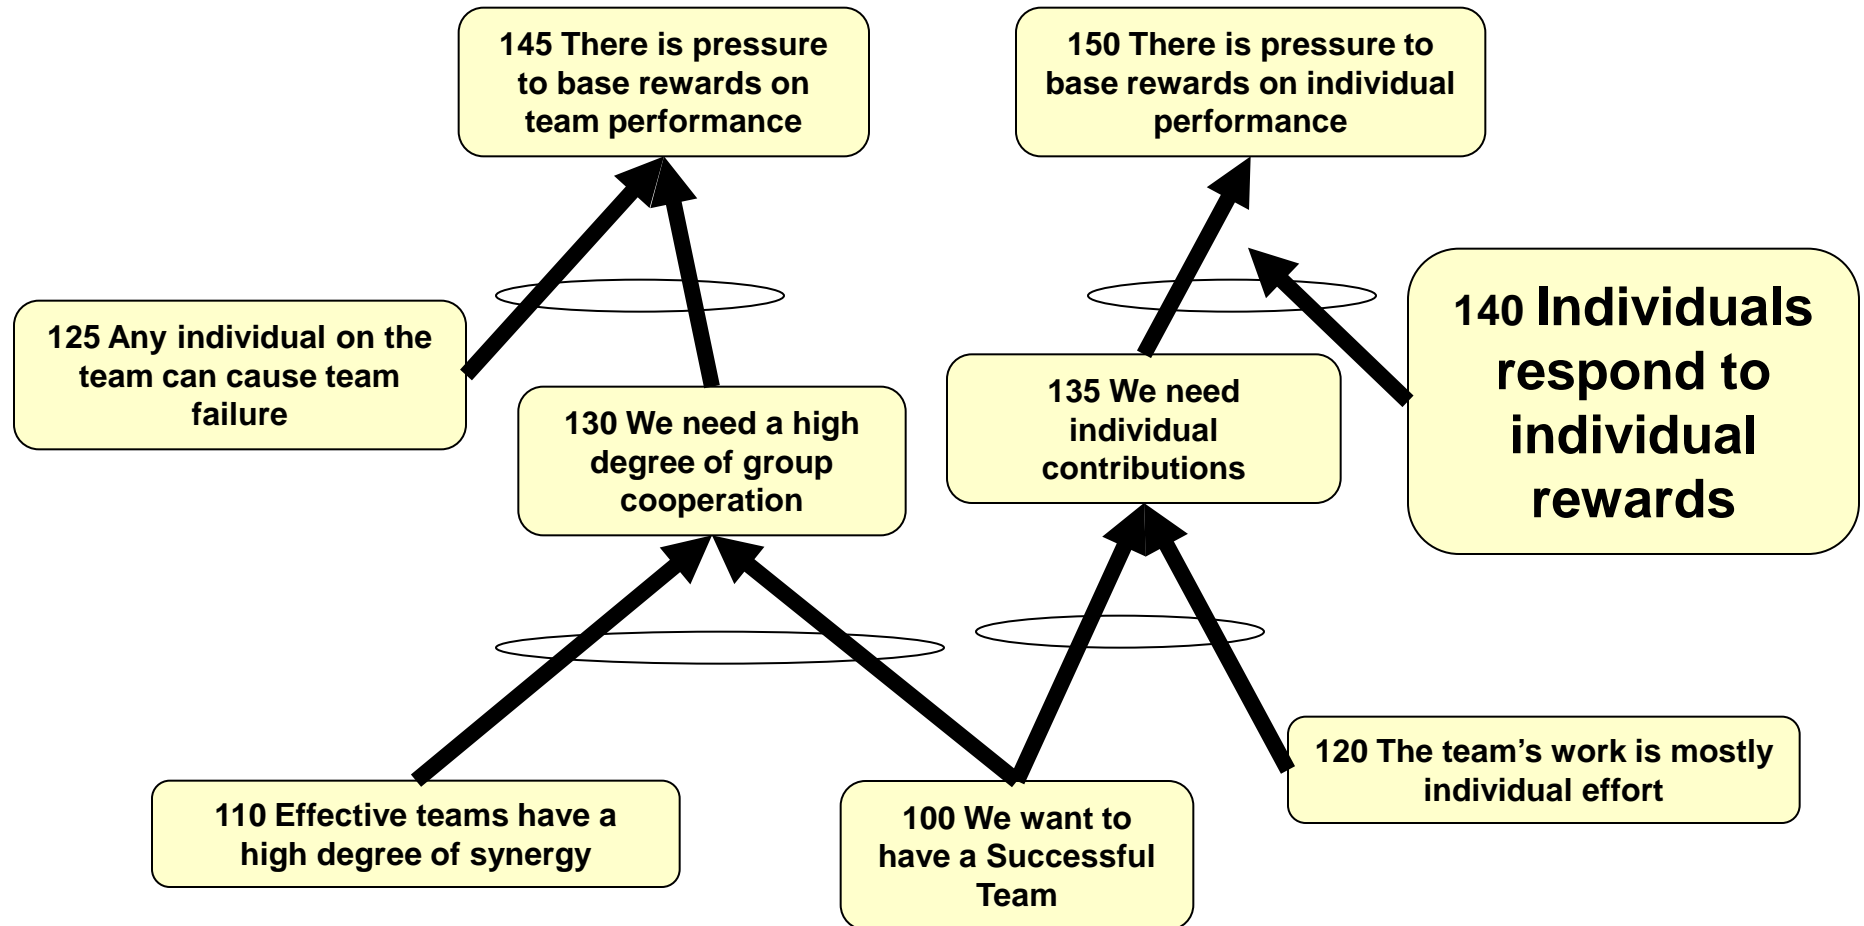 145 There is pressure
to base rewards on
team performance
150 There is pressure to
base rewards on individual
performance
125 Any individual on the
team can cause team
failure
130 We need a high
degree of group
cooperation
135 We need
individual
contributions
140 Individuals
respond to
individual
rewards
110 Effective teams have a
high degree of synergy
100 We want to
have a Successful
Team
120 The team’s work is mostly
individual effort